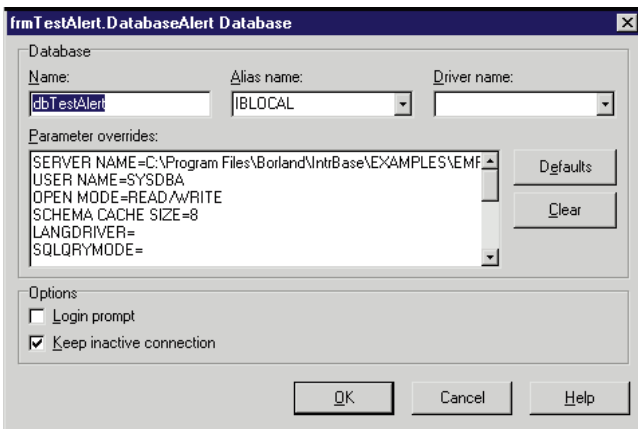 frmTestAlert.DatabaseAlert Database
Database
Name:
Alias name:
Driver name:
dbTestAlert
IBLOCAL
Parameter overrides:
SERVER NAME=C:\Program Files\Borland\IntrBase\EXAMPLES\EMF
USER NAME=SYSDBA
OPEN MODE=READ/WRITE
SCHEMA CACHE SIZE=8
LANGDRIVER=
SQLQRYMODE=
Defaults
Clear
Options
Login prompt
Keep inactive connection
OK
Cancel
Help